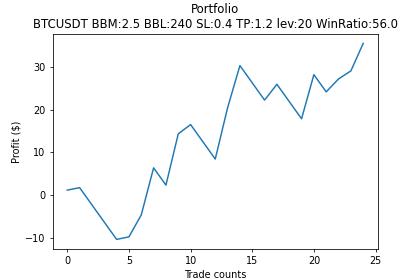 Portfolio
BTCUSDT BBM:2.5 BBL:240 SL:0.4 TP:1.2 lev:20 WinRatio:56.0
30
20
10
0
−10
Profit ($)
0 5 10 15 20 25
Trade counts